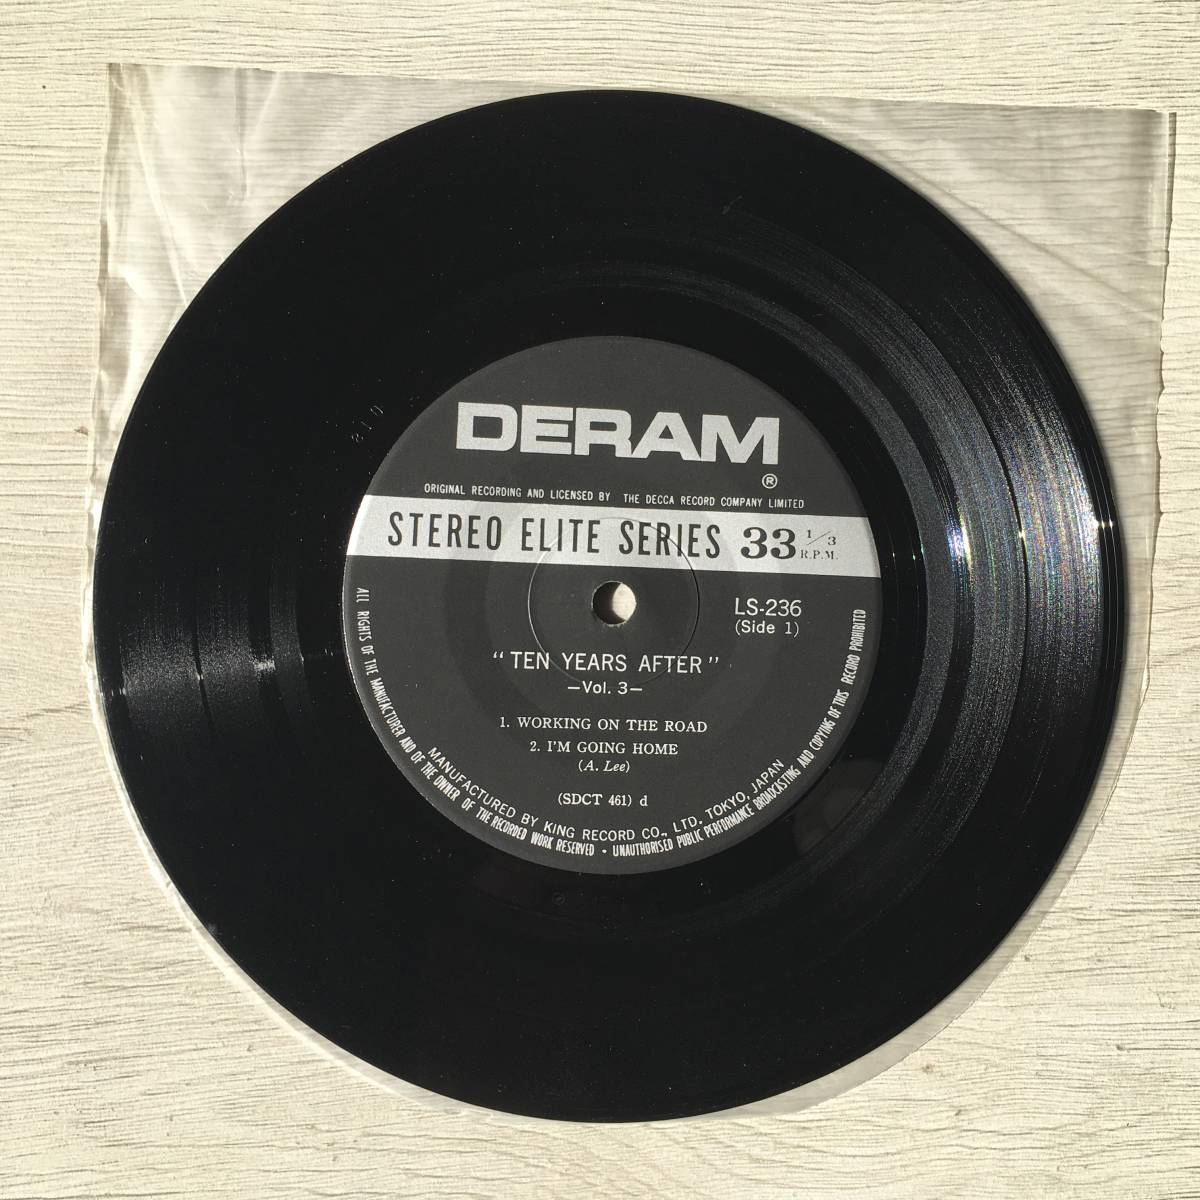 DERAM
®
ORIGINAL RECORDING AND LICENSED BY THE DECCA RECORD COMPANY LIMITED
STEREO ELITE SERIES 33 1/3 R.P.M.
LS-236
(Side 1)
"TEN YEARS AFTER"
—Vol. 3—
1. WORKING ON THE ROAD
2. I'M GOING HOME
(A. Lee)
(SDCT 461) d
MANUFACTURED BY KING RECORD CO., LTD. TOKYO, JAPAN
ALL RIGHTS OF THE MANUFACTURER AND OF THE OWNER OF THE RECORDED WORK RESERVED • UNAUTHORISED PUBLIC PERFORMANCE BROADCASTING AND COPYING OF THIS RECORD PROHIBITED